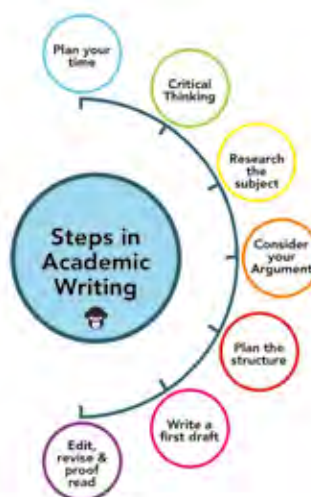 Plan your
time
Critical
Thinking
Research
the
subject
Steps in
Academic
Writing
Consider
your
Argument
Plan the
structure
Write a
first draft
Edit,
revise &
proof
read